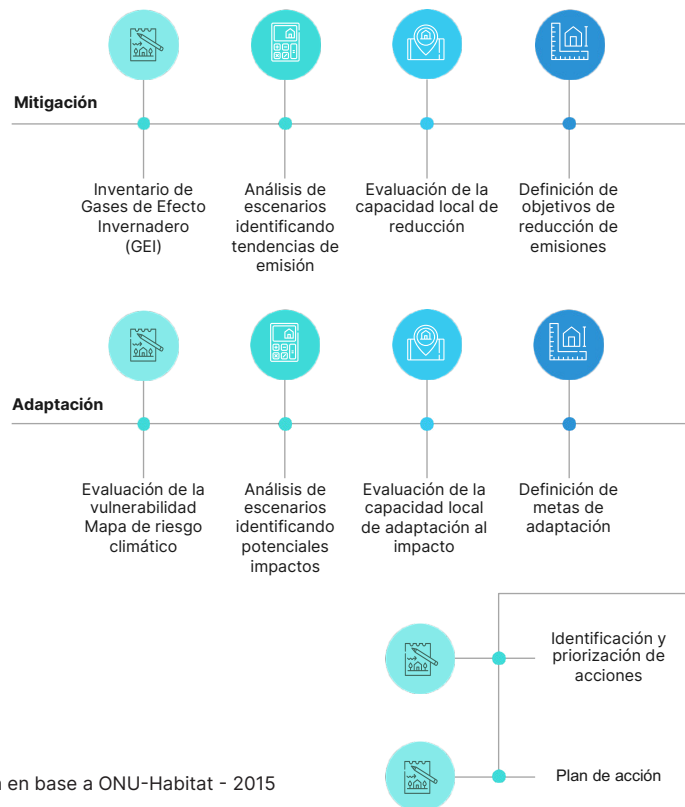 Mitigación
Inventario de
Gases de Efecto
Invernadero
(GEI)
Análisis de
escenarios
identificando
tendencias de
emisión
Evaluación de la
capacidad local de
reducción
Definición de
objetivos de
reducción de
emisiones
Adaptación
Evaluación de la
vulnerabilidad
Mapa de riesgo
climático
Análisis de
escenarios
identificando
potenciales
impactos
Evaluación de la
capacidad local
de adaptación al
impacto
Definición de
metas de
adaptación
Identificación y
priorización de
acciones
Plan de acción
en base a ONU-Habitat - 2015